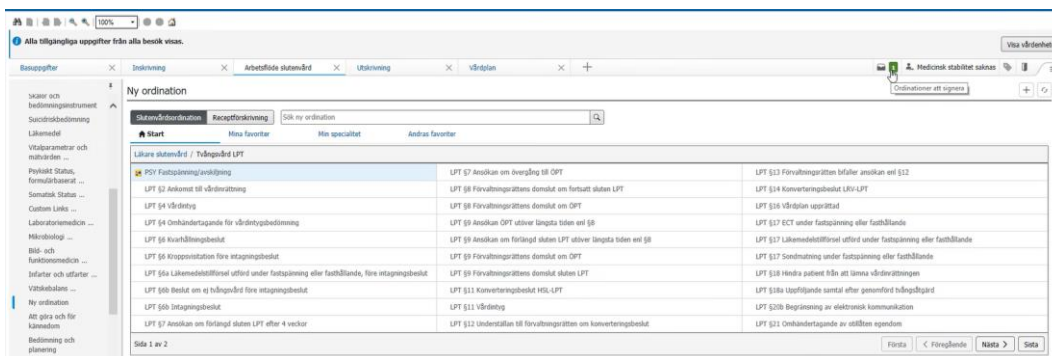 100%
Alla tillgängliga uppgifter från alla besök visas.
Visa vårdenhet
Basuppgifter
Inskrivning
Arbetsflöde slutenvård
Utskrivning
Vårdplan
Medicinsk stabilitet saknas
Ordinationer att signera
Skalor och
bedömningsinstrument
Suicidriskbedömning
Läkemedel
Vitalparametrar och
mätvärden ...
Psykiskt Status,
formulärbaserat ...
Somatisk Status ...
Custom Links ...
Laboratoriemedicin ...
Mikrobiologi ...
Bild- och
funktionsmedicin ...
Infarter och utfarter ...
Vätskebalans ...
Ny ordination
Att göra och för
kännedom
Bedömning och
planering
Ny ordination
Slutenvårdsordination Receptförskrivning Sök ny ordination
Start Mina favoriter Min specialitet Andras favoriter
Läkare slutenvård / Tvångsvård LPT
PSY Fastspänning/avskiljning
LPT §2 Ankomst till vårdinrättning
LPT §4 Vårdintyg
LPT §4 Omhändertagande för vårdintygsbedömning
LPT §6 Kvarhållningsbeslut
LPT §6 Kroppsvisitation före intagningsbeslut
LPT §6a Läkemedelstillförsel utförd under fastspänning eller fasthållande, före intagningsbeslut
LPT §6b Beslut om ej tvångsvård före intagningsbeslut
LPT §6b Intagningsbeslut
LPT §7 Ansökan om förlängd sluten LPT efter 4 veckor
LPT §7 Ansökan om övergång till ÖPT
LPT §8 Förvaltningsrättens domslut om fortsatt sluten LPT
LPT §8 Förvaltningsrättens domslut om ÖPT
LPT §9 Ansökan ÖPT utöver längsta tiden enl §8
LPT §9 Ansökan om förlängd sluten LPT utöver längsta tiden enl §8
LPT §9 Förvaltningsrättens domslut om ÖPT
LPT §9 Förvaltningsrättens domslut sluten LPT
LPT §11 Konverteringsbeslut HSL-LPT
LPT §11 Vårdintyg
LPT §12 Underställan till förvaltningsrätten om konverteringsbeslut
LPT §13 Förvaltningsrätten bifaller ansökan enl §12
LPT §14 Konverteringsbeslut LRV-LPT
LPT §16 Vårdplan upprättad
LPT §17 ECT under fastspänning eller fasthållande
LPT §17 Läkemedelstillförsel utförd under fastspänning eller fasthållande
LPT §17 Sondmatning under fastspänning eller fasthållande
LPT §18 Hindra patient från att lämna vårdinrättningen
LPT §18a Uppföljande samtal efter genomförd tvångsåtgärd
LPT §20b Begränsning av elektronisk kommunikation
LPT §21 Omhändertagande av otillåten egendom
Sida 1 av 2
Första
Föregående
Nästa
Sista